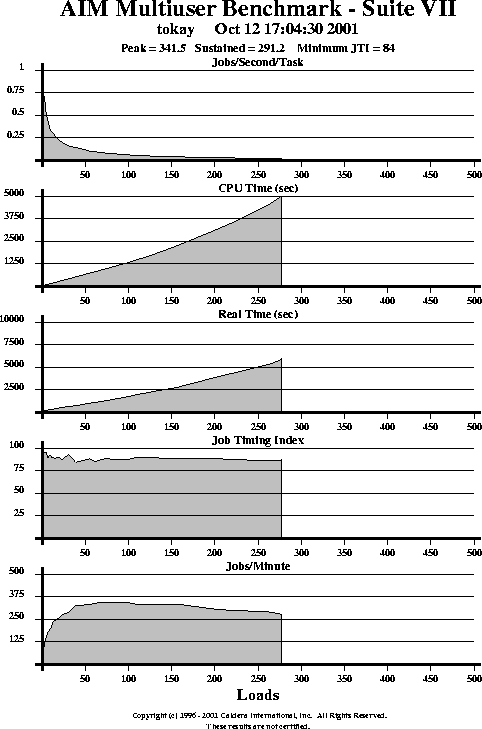 AIM Multiuser Benchmark - Suite VII
tokay Oct 12 17:04:30 2001
Peak = 341.5 Sustained = 291.2 Minimum JTI = 84
Jobs/Second/Task
1
0.75
0.5
0.25
50 100 150 200 250 300 350 400 450 500
CPU Time (sec)
5000
3750
2500
1250
50 100 150 200 250 300 350 400 450 500
Real Time (sec)
10000
7500
5000
2500
50 100 150 200 250 300 350 400 450 500
Job Timing Index
100
75
50
25
50 100 150 200 250 300 350 400 450 500
Jobs/Minute
500
375
250
125
50 100 150 200 250 300 350 400 450 500
Loads
Copyright (c) 1996 - 2001 Caldera International, Inc. All Rights Reserved.
These results are not certified.